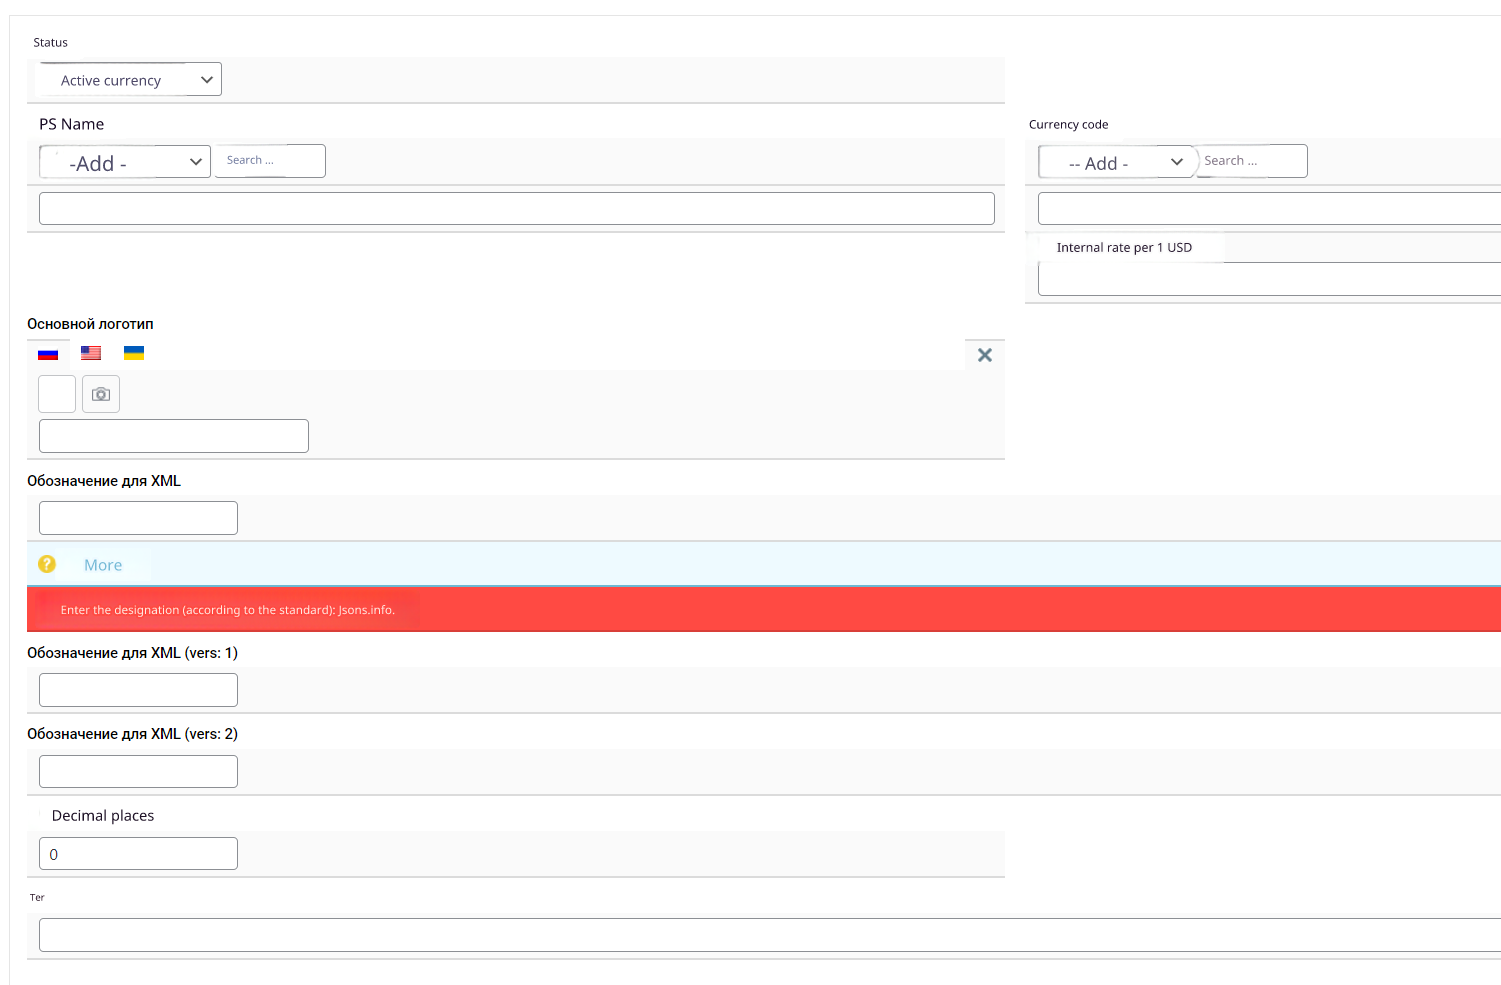 Status
Active currency
PS Name
Currency code
-Add -
Search ...
-- Add -
Search ...
Internal rate per 1 USD
Основной логотип
Обозначение для XML
?
More
Enter the designation (according to the standard): Jsons.info.
Обозначение для XML (vers: 1)
Обозначение для XML (vers: 2)
Decimal places
0
Ter